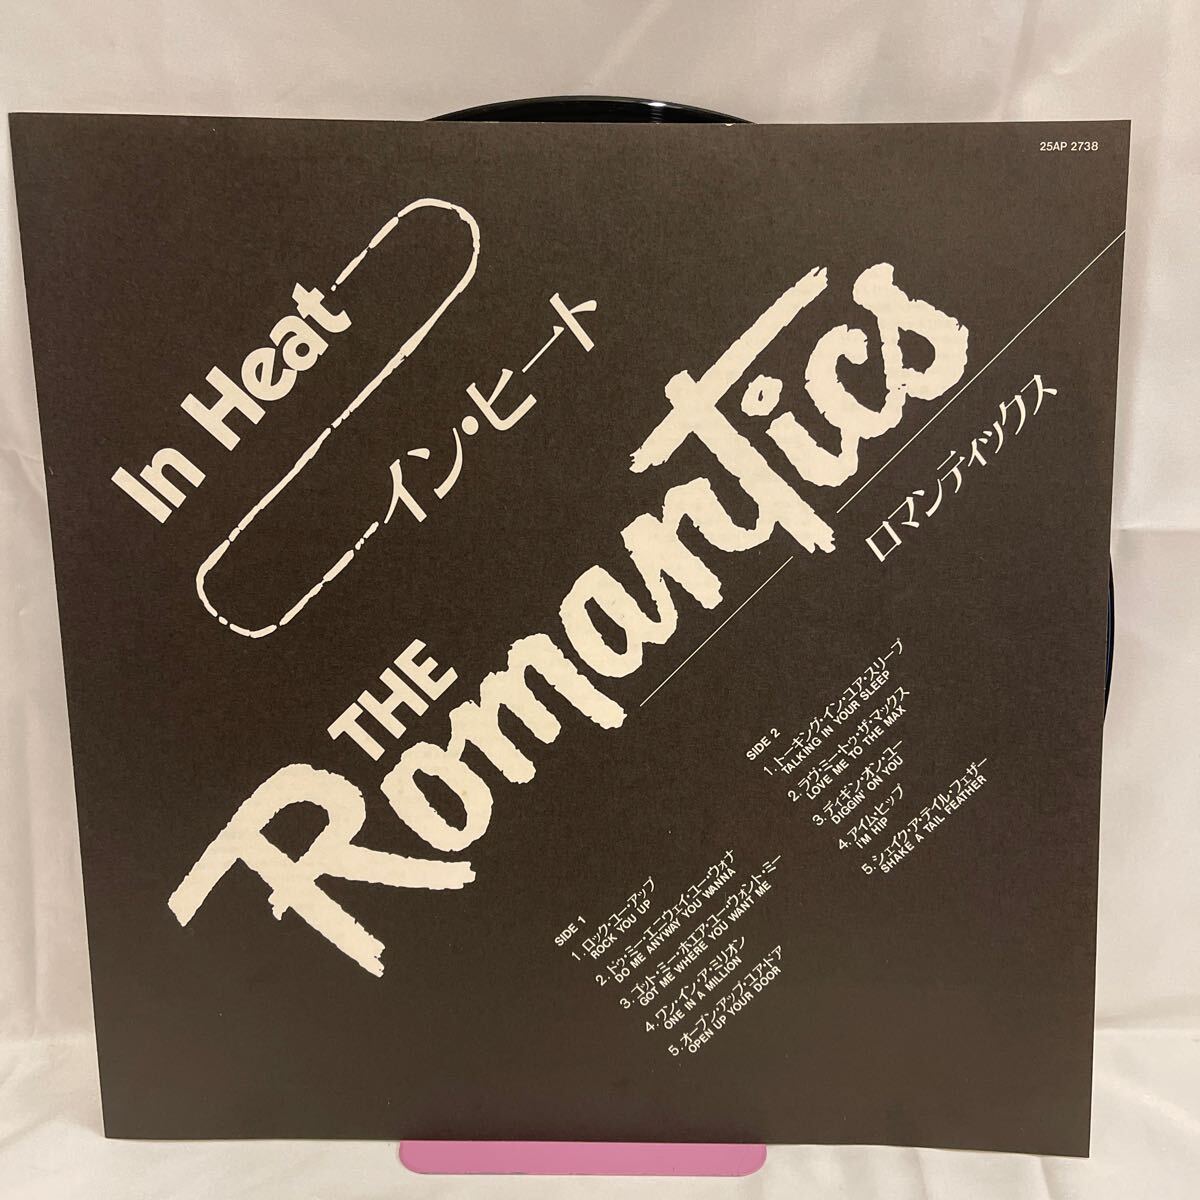 25AP 2738
In Heat
イン・ヒート
THE
Romantics
ロマンティックス
SIDE 1
1. ロック・ユー・アップ
ROCK YOU UP
2. ドゥ・ミー・エニーウェイ・ユー・ウォナ
DO ME ANYWAY YOU WANNA
3. ゴット・ミー・ホエア・ユー・ウォント・ミー
GOT ME WHERE YOU WANT ME
4. ワン・イン・ア・ミリオン
ONE IN A MILLION
5. オープン・アップ・ユア・ドア
OPEN UP YOUR DOOR
SIDE 2
1. トーキング・イン・ユア・スリープ
TALKING IN YOUR SLEEP
2. ラヴ・ミー・トゥ・ザ・マックス
LOVE ME TO THE MAX
3. ディギン・オン・ユー
DIGGIN' ON YOU
4. アイム・ヒップ
I'M HIP
5. シェイク・ア・テイル・フェザー
SHAKE A TAIL FEATHER